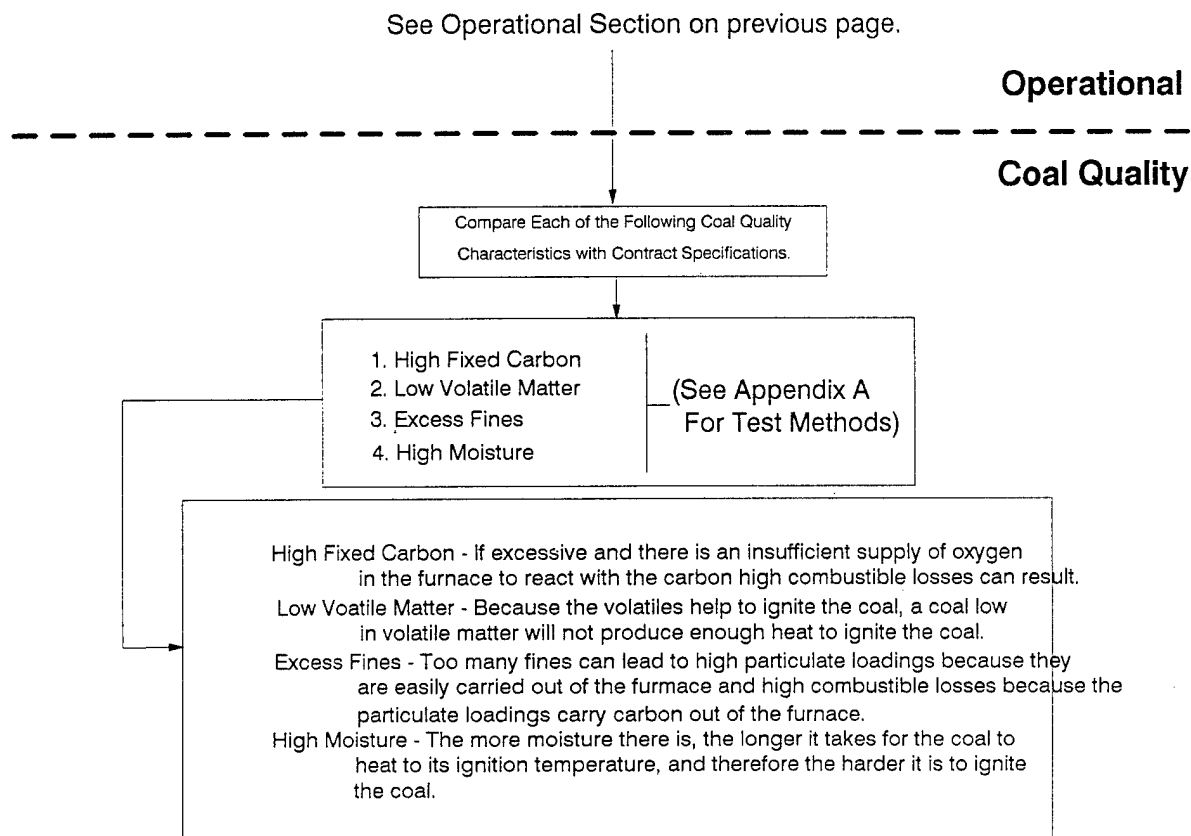 See Operational Section on previous page.
Operational
Coal Quality
Compare Each of the Following Coal Quality
Characteristics with Contract Specifications.
1. High Fixed Carbon
2. Low Volatile Matter
3. Excess Fines
4. High Moisture
(See Appendix A
For Test Methods)
High Fixed Carbon - If excessive and there is an insufficient supply of oxygen
in the furnace to react with the carbon high combustible losses can result.
Low Voatile Matter - Because the volatiles help to ignite the coal, a coal low
in volatile matter will not produce enough heat to ignite the coal.
Excess Fines - Too many fines can lead to high particulate loadings because they
are easily carried out of the furmace and high combustible losses because the
particulate loadings carry carbon out of the furnace.
High Moisture - The more moisture there is, the longer it takes for the coal to
heat to its ignition temperature, and therefore the harder it is to ignite
the coal.